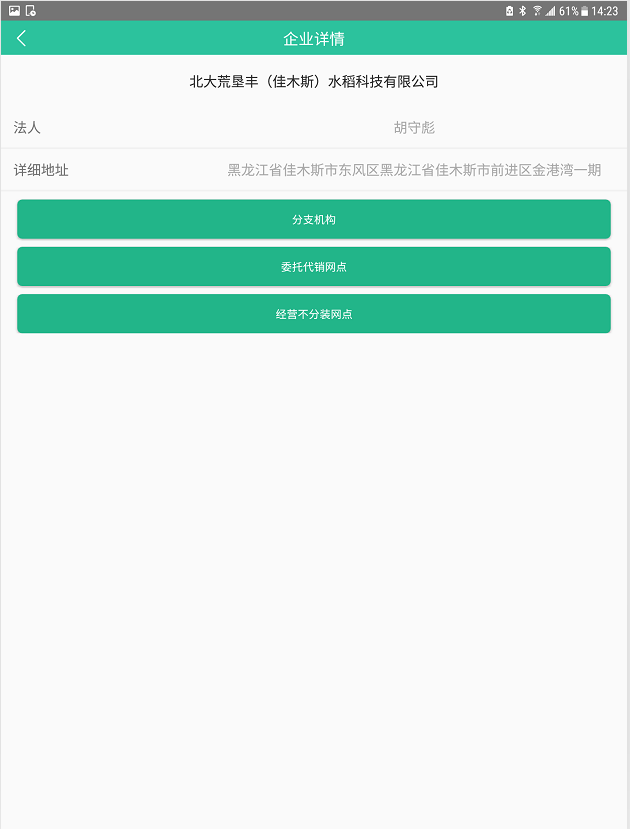 61% 14:23
企业详情
北大荒垦丰（佳木斯）水稻科技有限公司
法人 胡守彪
详细地址 黑龙江省佳木斯市东风区黑龙江省佳木斯市前进区金港湾一期
分支机构
委托代销网点
经营不分装网点